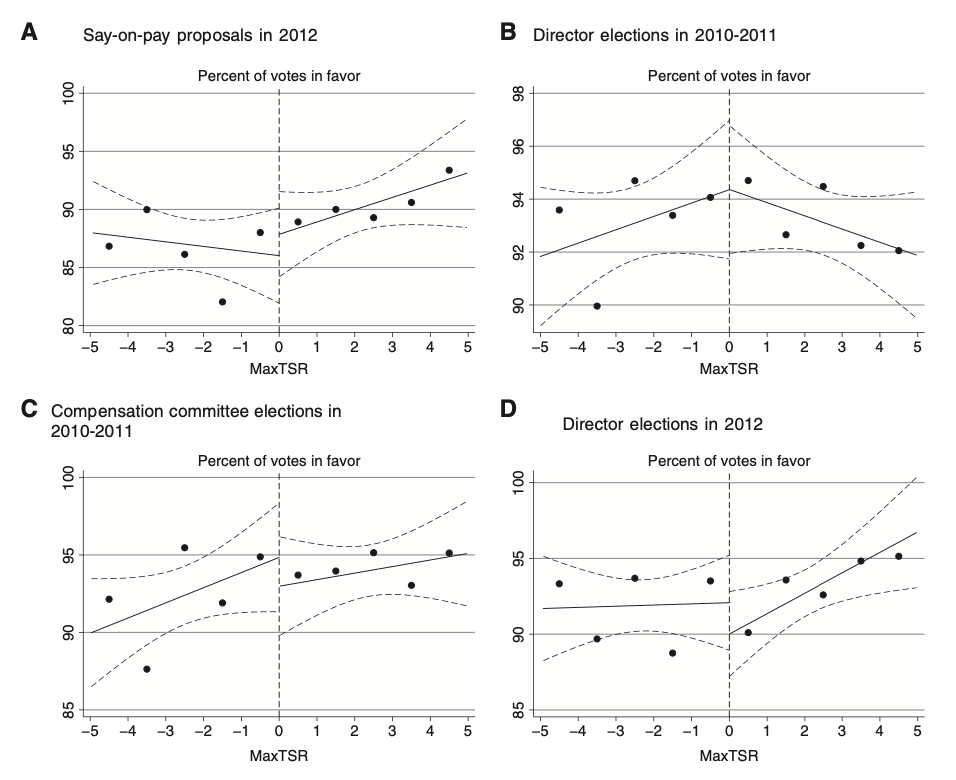 A Say-on-pay proposals in 2012
Percent of votes in favor
100
95
90
85
80
–5 –4 –3 –2 –1 0 1 2 3 4 5
MaxTSR
B Director elections in 2010-2011
Percent of votes in favor
98
96
94
92
90
–5 –4 –3 –2 –1 0 1 2 3 4 5
MaxTSR
C Compensation committee elections in
2010-2011
Percent of votes in favor
100
95
90
85
–5 –4 –3 –2 –1 0 1 2 3 4 5
MaxTSR
D Director elections in 2012
Percent of votes in favor
100
95
90
85
–5 –4 –3 –2 –1 0 1 2 3 4 5
MaxTSR